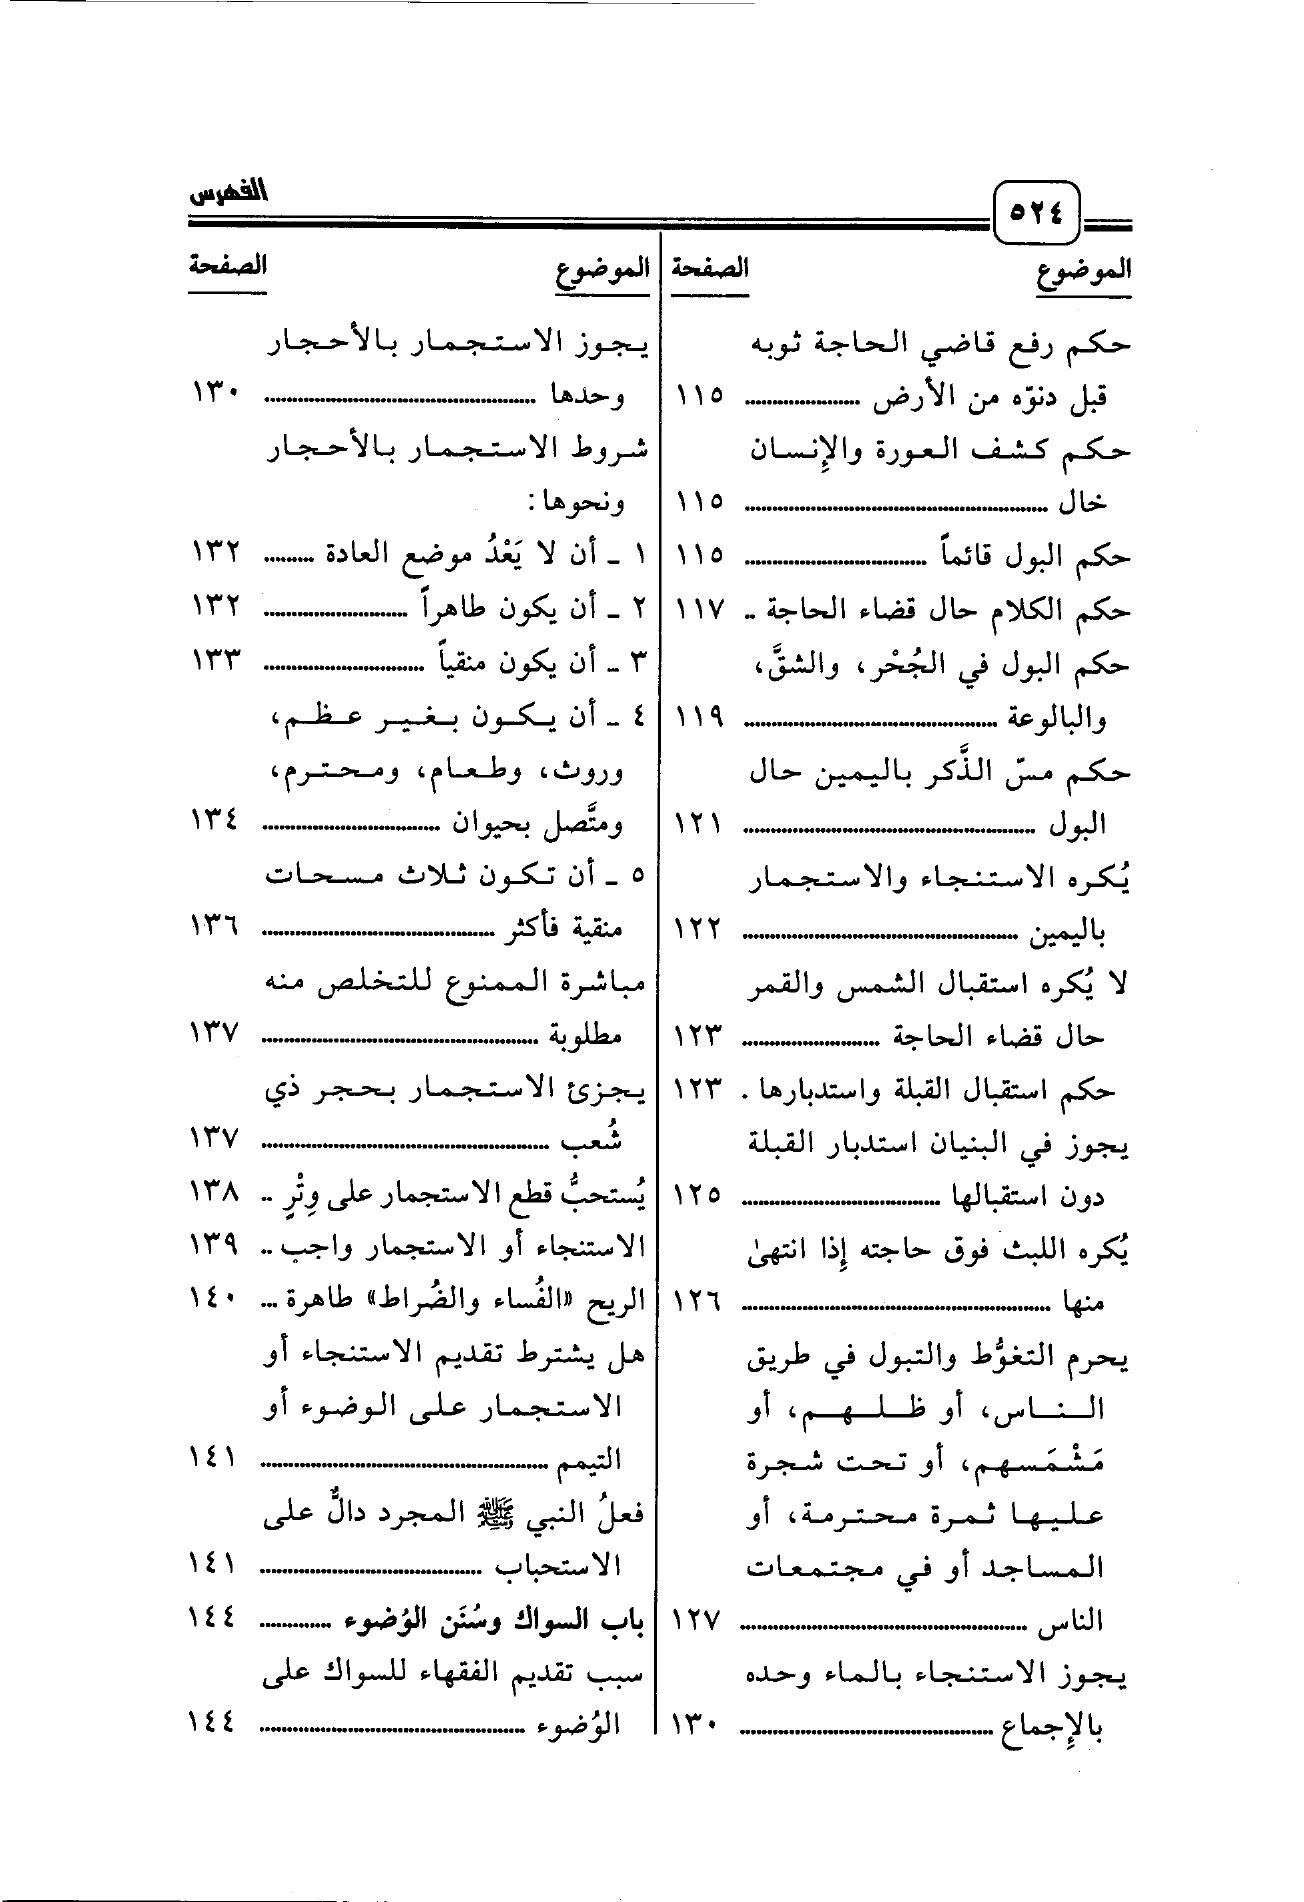 الفهرس
٥٢٤
الموضوع الصفحة
حكم رفع قاضي الحاجة ثوبه
قبل دنوّه من الأرض ........ ١١٥
حكم كشف العورة والإِنسان
خال ........ ١١٥
حكم البول قائماً ........ ١١٥
حكم الكلام حال قضاء الحاجة .. ١١٧
حكم البول في الجُحْر، والشقَّ،
والبالوعة ........ ١١٩
حكم مسّ الذَّكر باليمين حال
البول ........ ١٢١
يُكره الاستنجاء والاستجمار
باليمين ........ ١٢٢
لا يُكره استقبال الشمس والقمر
حال قضاء الحاجة ........ ١٢٣
حكم استقبال القبلة واستدبارها . ١٢٣
يجوز في البنيان استدبار القبلة
دون استقبالها ........ ١٢٥
يُكره اللبث فوق حاجته إِذا انتهىٰ
منها ........ ١٢٦
يحرم التغوُّط والتبول في طريق
الناس، أو ظلهم، أو
مَشْمَسهم، أو تحت شجرة
عليها ثمرة محترمة، أو
المساجد أو في مجتمعات
الناس ........ ١٢٧
يجوز الاستنجاء بالماء وحده
بالإِجماع ........ ١٣٠
الموضوع الصفحة
يجوز الاستجمار بالأحجار
وحدها ........ ١٣٠
شروط الاستجمار بالأحجار
ونحوها:
١ ـ أن لا يَعْدُ موضع العادة ........ ١٣٢
٢ ـ أن يكون طاهراً ........ ١٣٢
٣ ـ أن يكون منقياً ........ ١٣٣
٤ ـ أن يكون بغير عظم،
وروث، وطعام، ومحترم،
ومتَّصل بحيوان ........ ١٣٤
٥ ـ أن تكون ثلاث مسحات
منقية فأكثر ........ ١٣٦
مباشرة الممنوع للتخلص منه
مطلوبة ........ ١٣٧
يجزئ الاستجمار بحجر ذي
شُعب ........ ١٣٧
يُستحبُّ قطع الاستجمار على وِتْرٍ .. ١٣٨
الاستنجاء أو الاستجمار واجب .. ١٣٩
الريح «الفُساء والضُراط» طاهرة ... ١٤٠
هل يشترط تقديم الاستنجاء أو
الاستجمار على الوضوء أو
التيمم ........ ١٤١
فعلُ النبي ﷺ المجرد دالٌّ على
الاستحباب ........ ١٤١
باب السواك وسُنَن الوُضوء ........ ١٤٤
سبب تقديم الفقهاء للسواك على
الوُضوء ........ ١٤٤